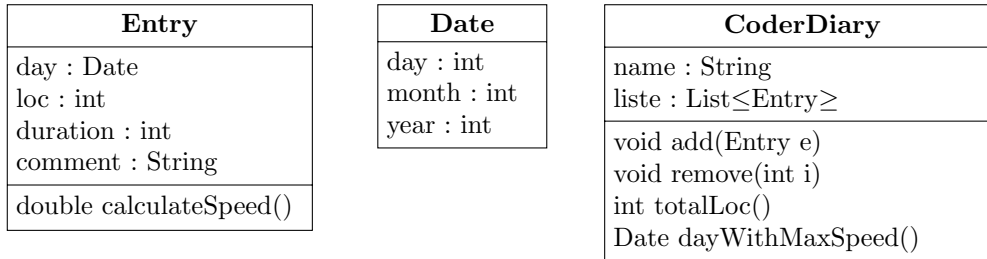 Entry
day : Date
loc : int
duration : int
comment : String
double calculateSpeed()
Date
day : int
month : int
year : int
CoderDiary
name : String
liste : List≤Entry≥
void add(Entry e)
void remove(int i)
int totalLoc()
Date dayWithMaxSpeed()